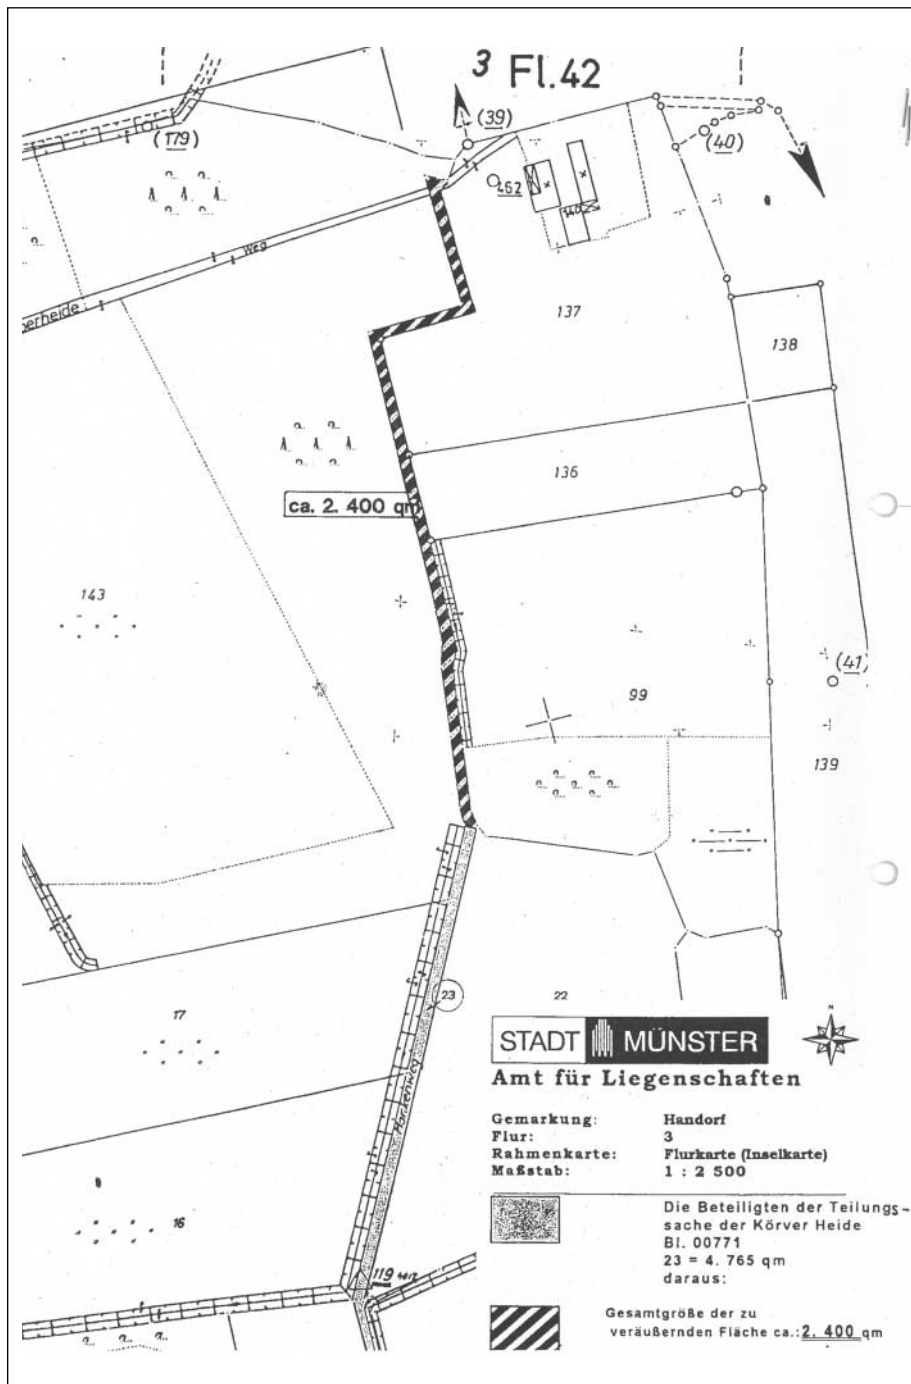 3 Fl.42
(39)
(40)
(179)
462
Weg
137
138
136
ca. 2. 400 qm
143
99
(41)
139
17
23
22
Markenweg
16
119
STADT MÜNSTER
Amt für Liegenschaften
Gemarkung: Handorf
Flur: 3
Rahmenkarte: Flurkarte (Inselkarte)
Maßstab: 1 : 2 500
Die Beteiligten der Teilungs-
sache der Körver Heide
Bl. 00771
23 = 4. 765 qm
daraus:
Gesamtgröße der zu
veräußernden Fläche ca.: 2. 400 qm